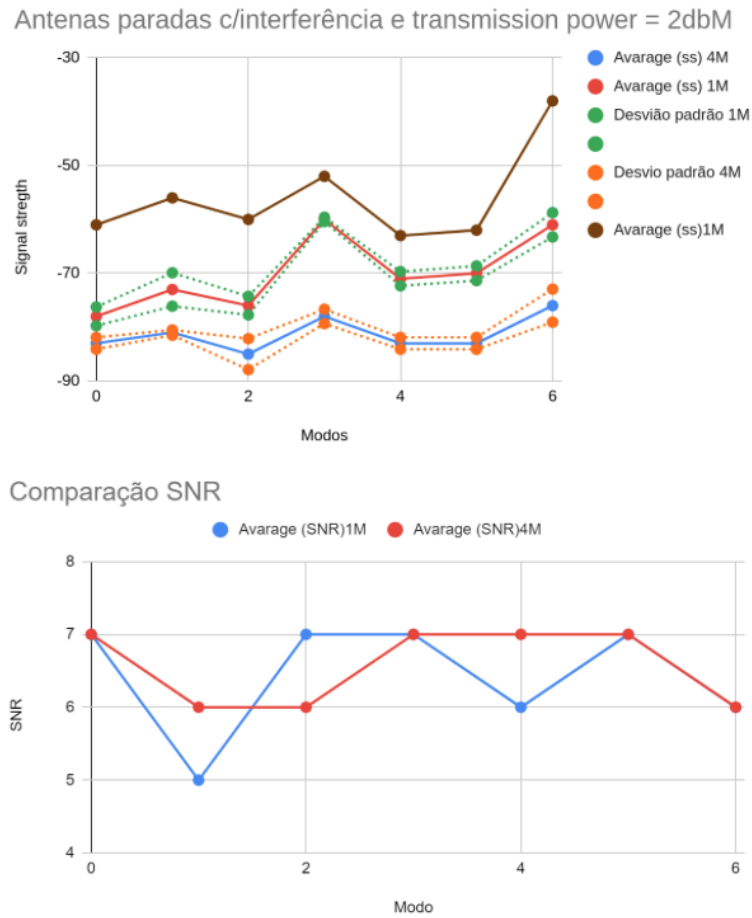 Antenas paradas c/interferência e transmission power = 2dbM
-30
-50
-70
-90
Signal stregth
0
2
4
6
Modos
Avarage (ss) 4M
Avarage (ss) 1M
Desvião padrão 1M
Desvio padrão 4M
Avarage (ss)1M
Comparação SNR
Avarage (SNR)1M Avarage (SNR)4M
8
7
6
5
4
SNR
0
2
4
6
Modo